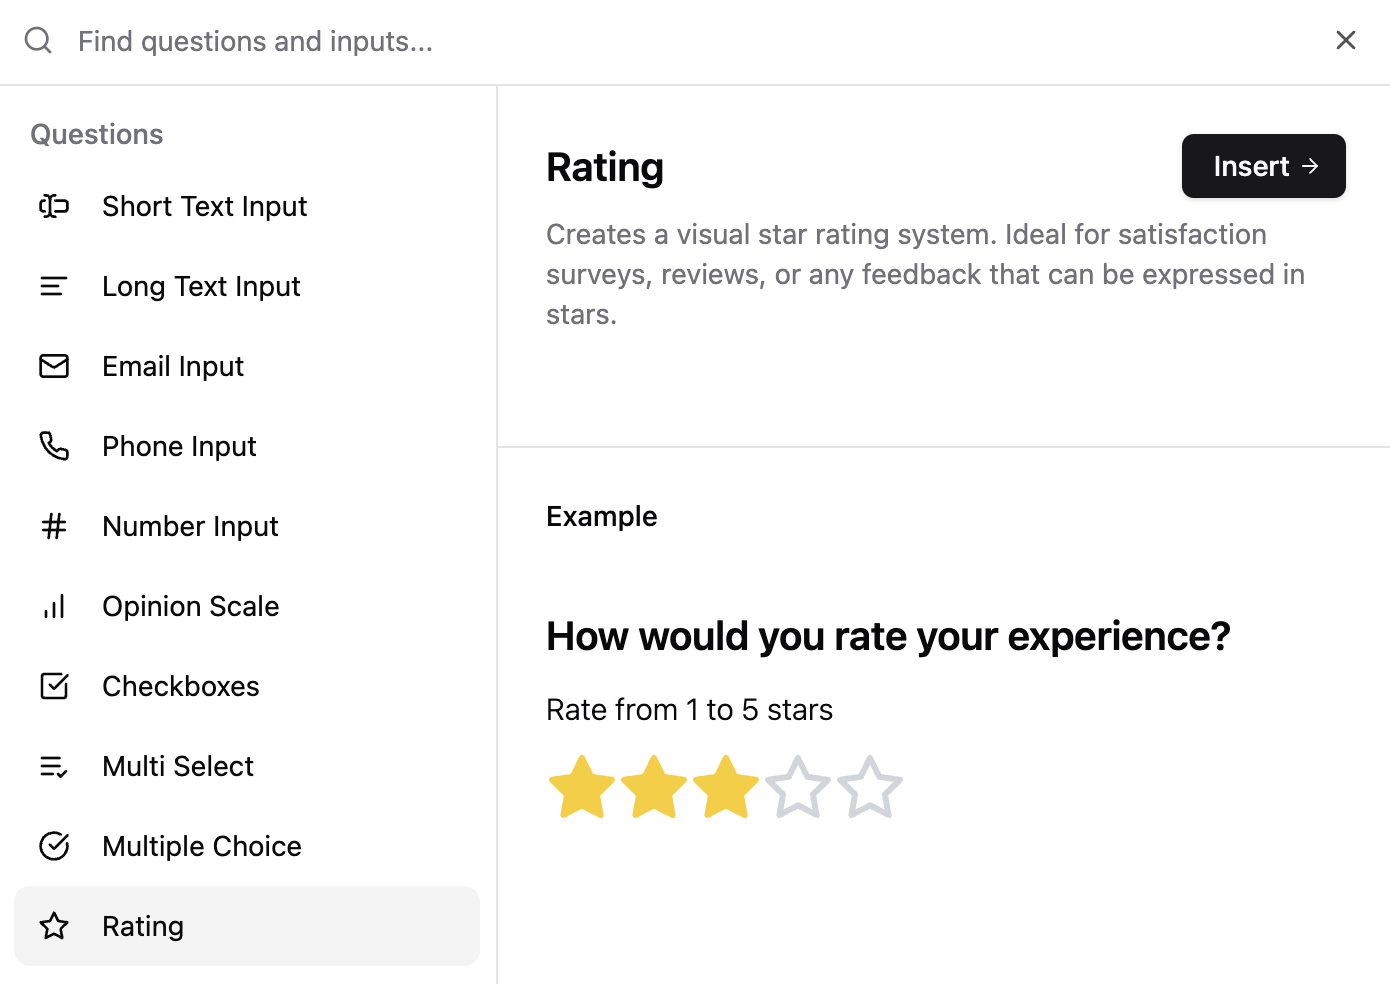 Find questions and inputs...
Questions
Short Text Input
Long Text Input
Email Input
Phone Input
Number Input
Opinion Scale
Checkboxes
Multi Select
Multiple Choice
Rating
Rating
Insert →
Creates a visual star rating system. Ideal for satisfaction
surveys, reviews, or any feedback that can be expressed in
stars.
Example
How would you rate your experience?
Rate from 1 to 5 stars